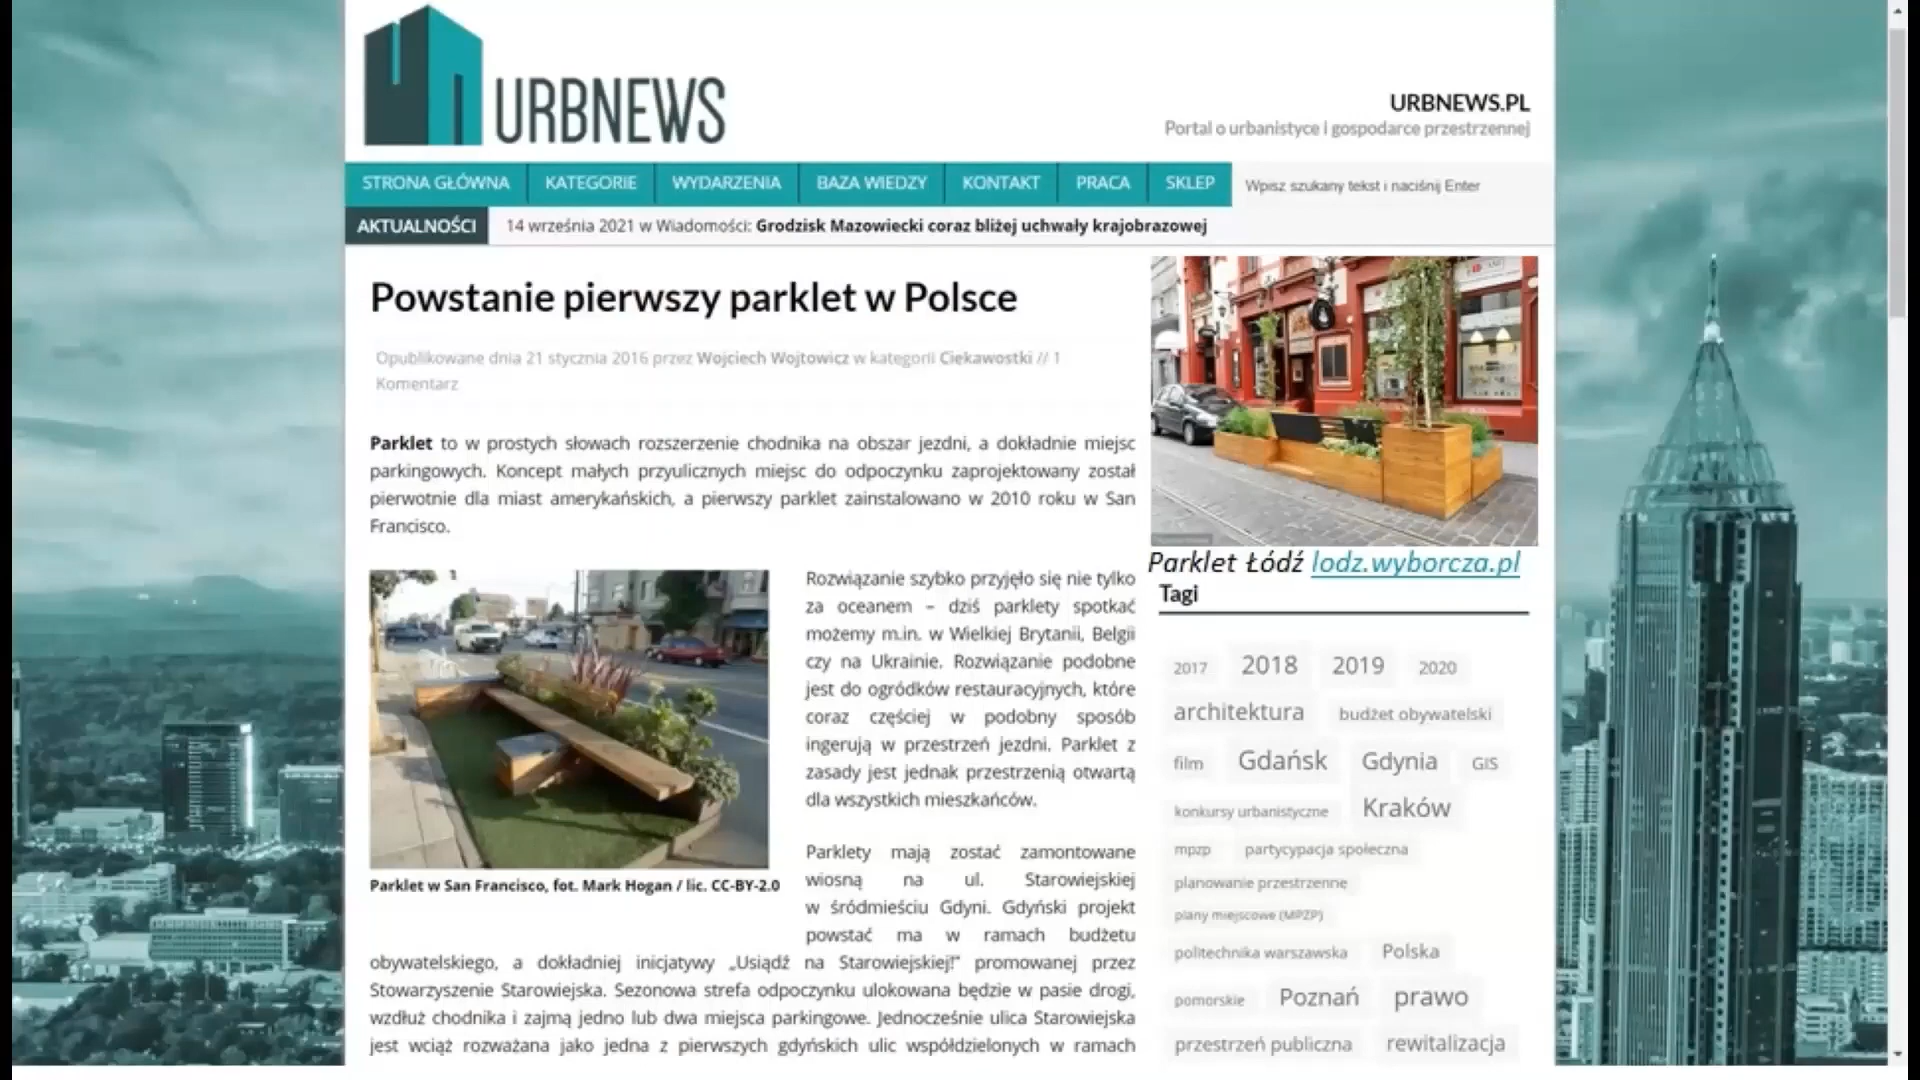 URBNEWS
URBNEWS.PL
Portal o urbanistyce i gospodarce przestrzennej
STRONA GŁÓWNA KATEGORIE WYDARZENIA BAZA WIEDZY KONTAKT PRACA SKLEP Wpisz szukany tekst i naciśnij Enter
AKTUALNOŚCI 14 września 2021 w Wiadomości: Grodzisk Mazowiecki coraz bliżej uchwały krajobrazowej
Powstanie pierwszy parklet w Polsce
Opublikowane dnia 21 stycznia 2016 przez Wojciech Wojtowicz w kategorii Ciekawostki // 1
Komentarz
Parklet to w prostych słowach rozszerzenie chodnika na obszar jezdni, a dokładnie miejsc
parkingowych. Koncept małych przyulicznych miejsc do odpoczynku zaprojektowany został
pierwotnie dla miast amerykańskich, a pierwszy parklet zainstalowano w 2010 roku w San
Francisco.
Rozwiązanie szybko przyjęło się nie tylko
za oceanem – dziś parklety spotkać
możemy m.in. w Wielkiej Brytanii, Belgii
czy na Ukrainie. Rozwiązanie podobne
jest do ogródków restauracyjnych, które
coraz częściej w podobny sposób
ingerują w przestrzeń jezdni. Parklet z
zasady jest jednak przestrzenią otwartą
dla wszystkich mieszkańców.
Parklet w San Francisco, fot. Mark Hogan / lic. CC-BY-2.0
Parklety mają zostać zamontowane
wiosną na ul. Starowiejskiej
w śródmieściu Gdyni. Gdyński projekt
powstać ma w ramach budżetu
obywatelskiego, a dokładniej inicjatywy „Usiądź na Starowiejskiej!” promowanej przez
Stowarzyszenie Starowiejska. Sezonowa strefa odpoczynku ulokowana będzie w pasie drogi,
wzdłuż chodnika i zajmą jedno lub dwa miejsca parkingowe. Jednocześnie ulica Starowiejska
jest wciąż rozważana jako jedna z pierwszych gdyńskich ulic współdzielonych w ramach
Parklet Łódź lodz.wyborcza.pl
Tagi
2017 2018 2019 2020
architektura budżet obywatelski
film Gdańsk Gdynia GIS
konkursy urbanistyczne Kraków
mpzp partycypacja społeczna
planowanie przestrzenne
plany miejscowe (MPZP)
politechnika warszawska Polska
pomorskie Poznań prawo
przestrzeń publiczna rewitalizacja